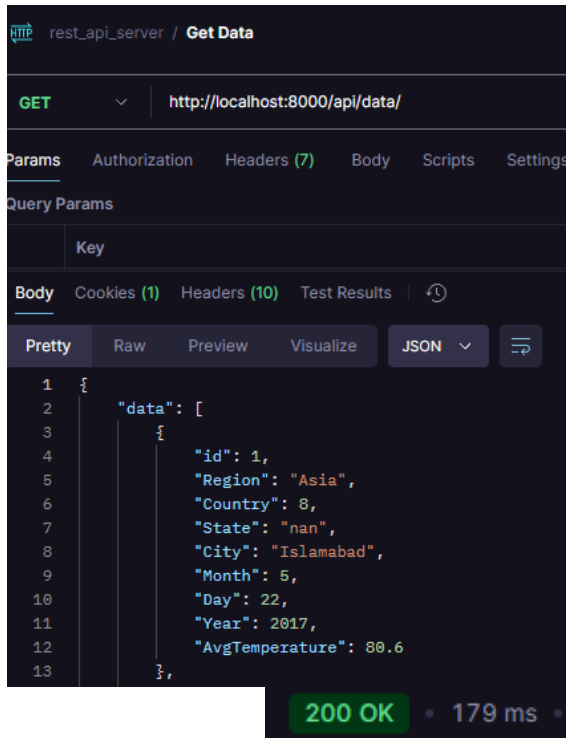 HTTP rest_api_server / Get Data
GET http://localhost:8000/api/data/
Params Authorization Headers (7) Body Scripts Settings
Query Params
Key
Body Cookies (1) Headers (10) Test Results
Pretty Raw Preview Visualize JSON
1 {
2 "data": [
3 {
4 "id": 1,
5 "Region": "Asia",
6 "Country": 8,
7 "State": "nan",
8 "City": "Islamabad",
9 "Month": 5,
10 "Day": 22,
11 "Year": 2017,
12 "AvgTemperature": 80.6
13 },
200 OK • 179 ms •